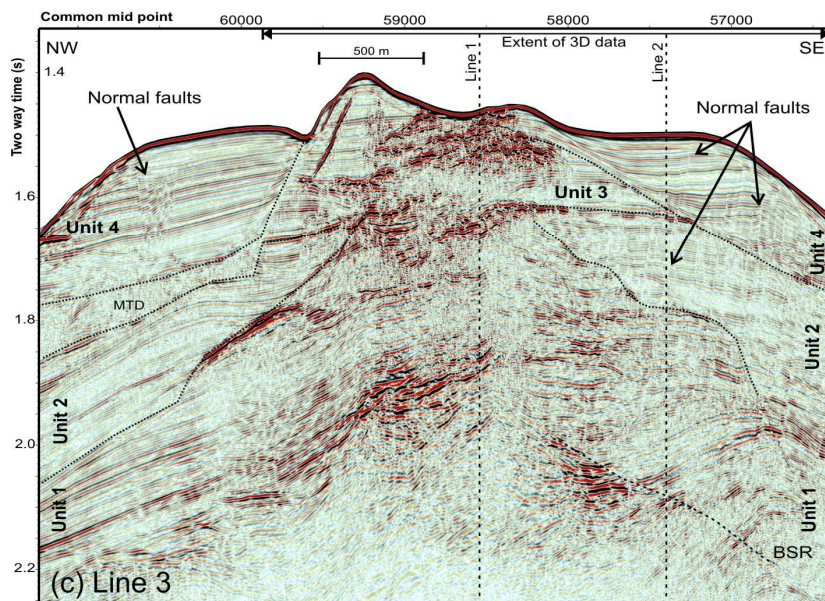 Common mid point
60000 59000 58000 57000
NW Extent of 3D data SE
500 m
Line 1
Line 2
Two way time (s)
1.4
Normal faults
Normal faults
1.6
Unit 3
Unit 4
Unit 4
MTD
1.8
Unit 2
Unit 2
2.0
Unit 1
Unit 1
BSR
2.2
(c) Line 3